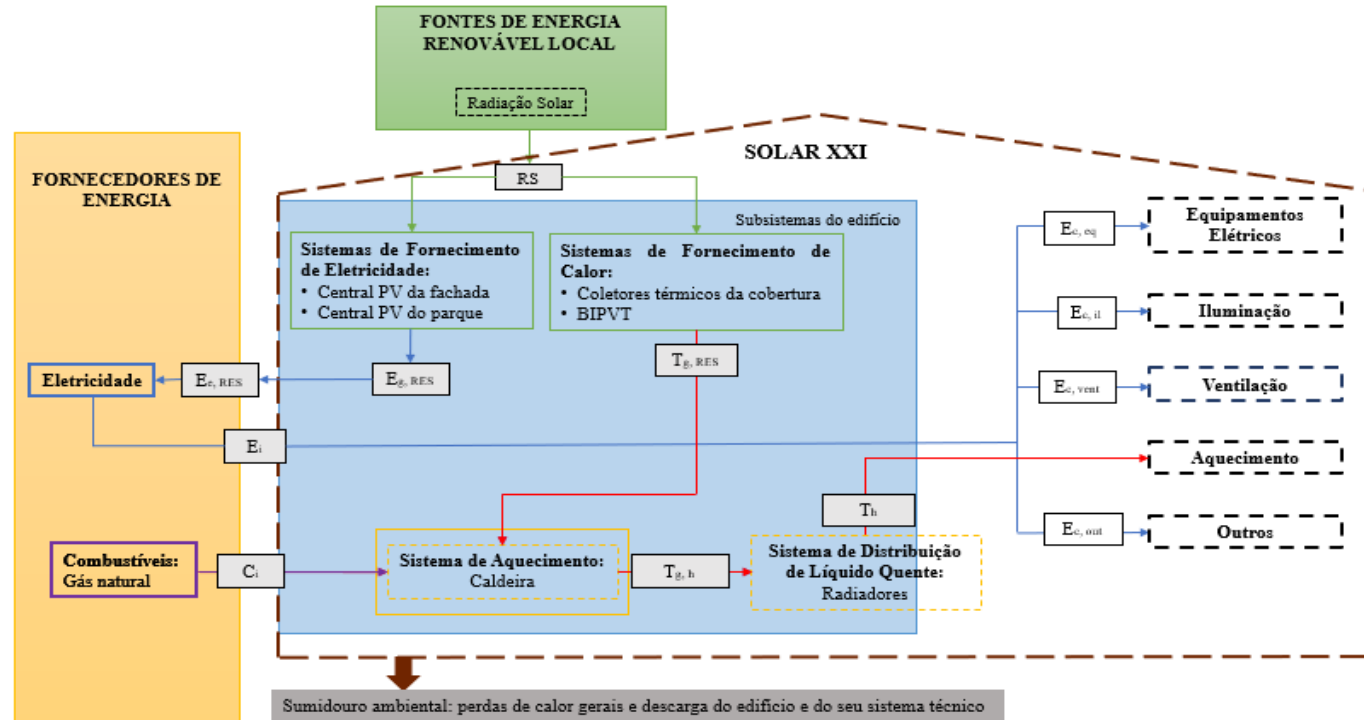 FONTES DE ENERGIA
RENOVÁVEL LOCAL
Radiação Solar
SOLAR XXI
FORNECEDORES DE
ENERGIA
RS
Subsistemas do edifício
Sistemas de Fornecimento
de Eletricidade:
• Central PV da fachada
• Central PV do parque
Sistemas de Fornecimento de
Calor:
• Coletores térmicos da cobertura
• BIPVT
Ec, eq
Equipamentos
Elétricos
Ec, il
Iluminação
Tg, RES
Eletricidade
Ee, RES
Eg, RES
Ec, vent
Ventilação
Ei
Aquecimento
Th
Ec, out
Outros
Combustíveis:
Gás natural
Ci
Sistema de Aquecimento:
Caldeira
Tg, h
Sistema de Distribuição
de Líquido Quente:
Radiadores
Sumidouro ambiental: perdas de calor gerais e descarga do edifício e do seu sistema técnico